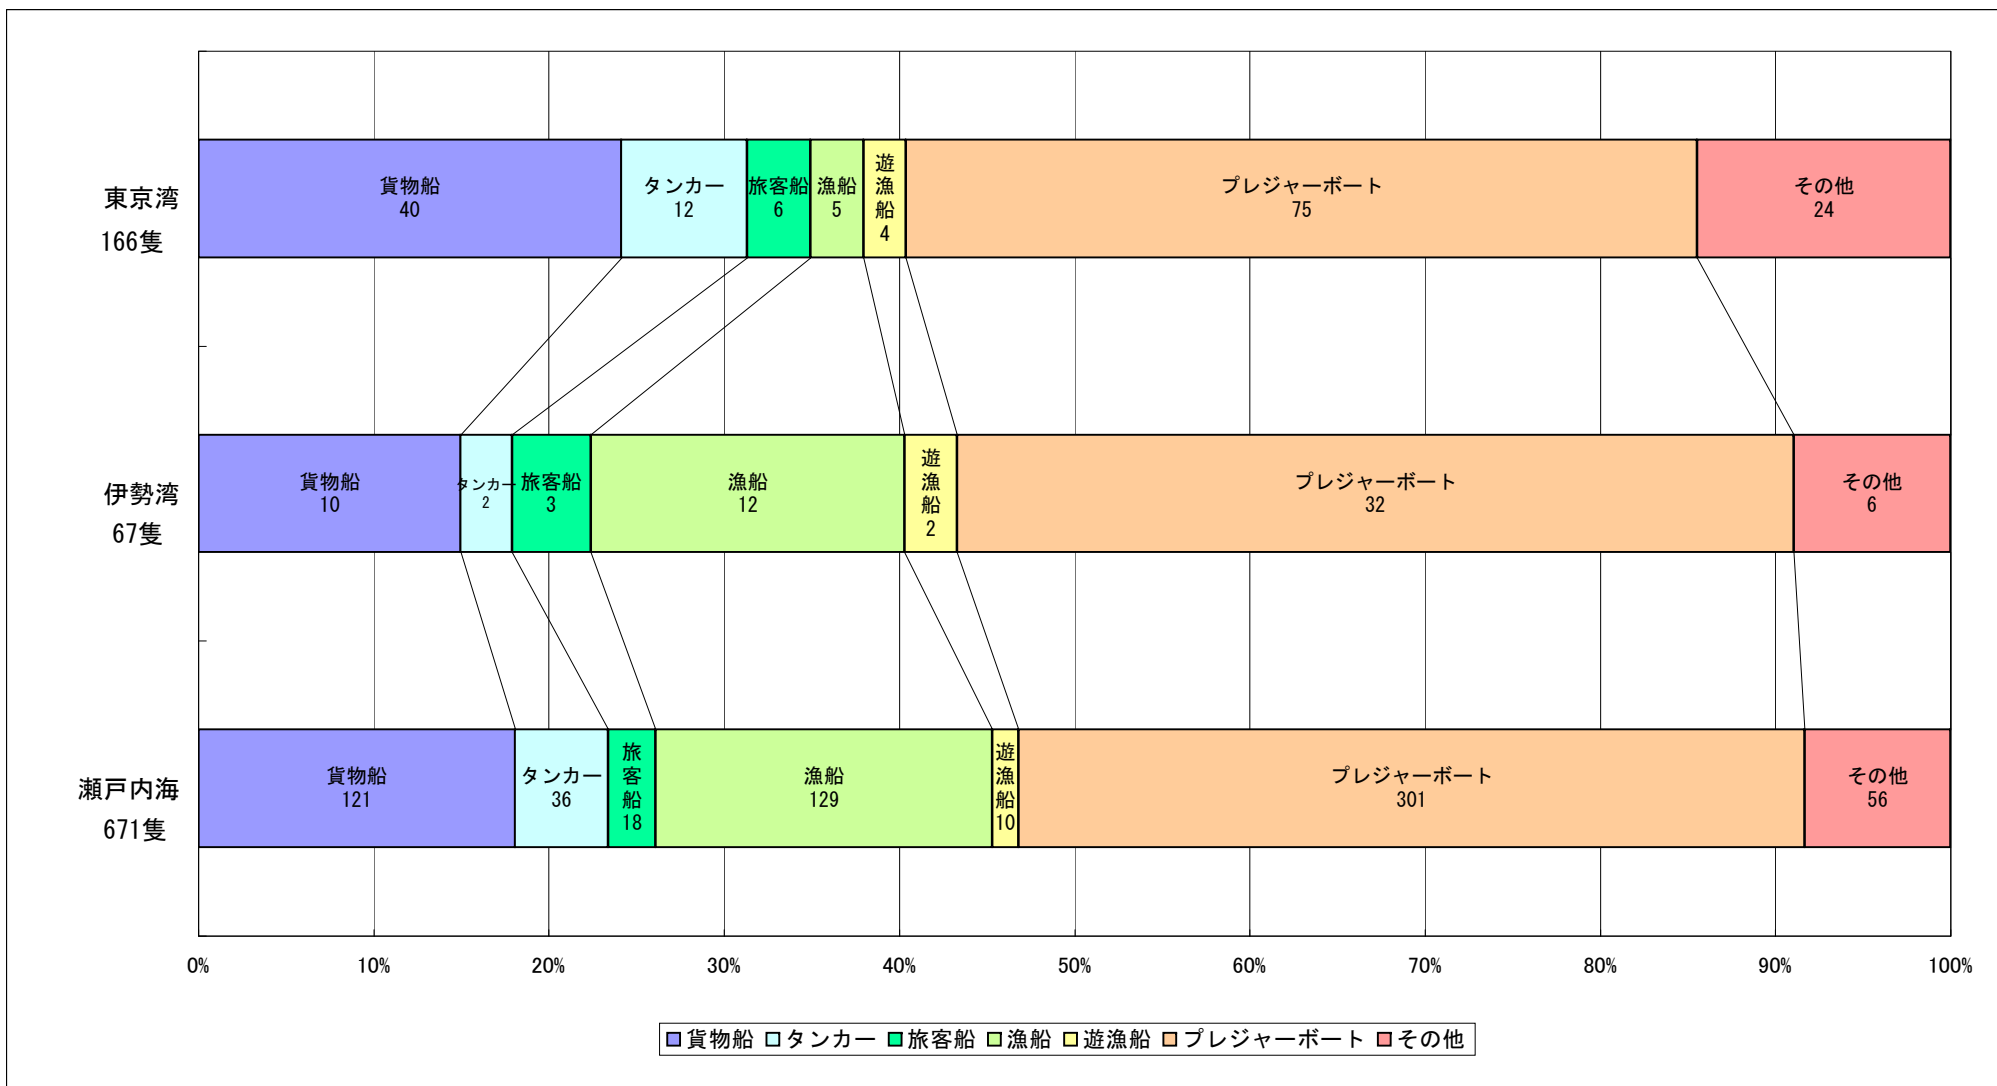 東京湾
166隻
貨物船
40
タンカー
12
旅客船
6
漁船
5
遊漁船
4
プレジャーボート
75
その他
24
伊勢湾
67隻
貨物船
10
タンカー
2
旅客船
3
漁船
12
遊漁船
2
プレジャーボート
32
その他
6
瀬戸内海
671隻
貨物船
121
タンカー
36
旅客船
18
漁船
129
遊漁船
10
プレジャーボート
301
その他
56
0% 10% 20% 30% 40% 50% 60% 70% 80% 90% 100%
貨物船 タンカー 旅客船 漁船 遊漁船 プレジャーボート その他